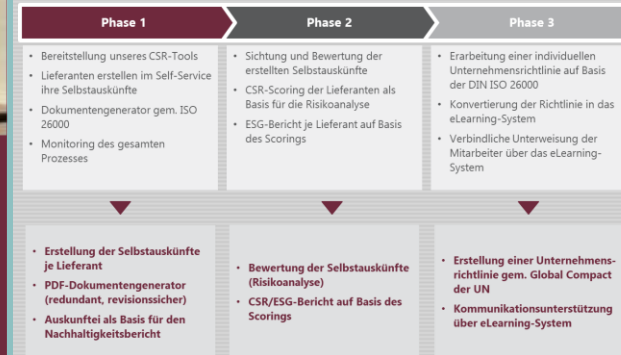 Phase 1
Phase 2
Phase 3
• Bereitstellung unseres CSR-Tools
• Lieferanten erstellen im Self-Service
ihre Selbstauskünfte
• Dokumentengenerator gem. ISO
26000
• Monitoring des gesamten
Prozesses
• Sichtung und Bewertung der
erstellten Selbstauskünfte
• CSR-Scoring der Lieferanten als
Basis für die Risikoanalyse
• ESG-Bericht je Lieferant auf Basis
des Scorings
• Erarbeitung einer individuellen
Unternehmensrichtlinie auf Basis
der DIN ISO 26000
• Konvertierung der Richtlinie in das
eLearning-System
• Verbindliche Unterweisung der
Mitarbeiter über das eLearning-
System
• Erstellung der Selbstauskünfte
je Lieferant
• PDF-Dokumentengenerator
(redundant, revisionssicher)
• Auskunftei als Basis für den
Nachhaltigkeitsbericht
• Bewertung der Selbstauskünfte
(Risikoanalyse)
• CSR/ESG-Bericht auf Basis des
Scorings
• Erstellung einer Unternehmens-
richtlinie gem. Global Compact
der UN
• Kommunikationsunterstützung
über eLearning-System